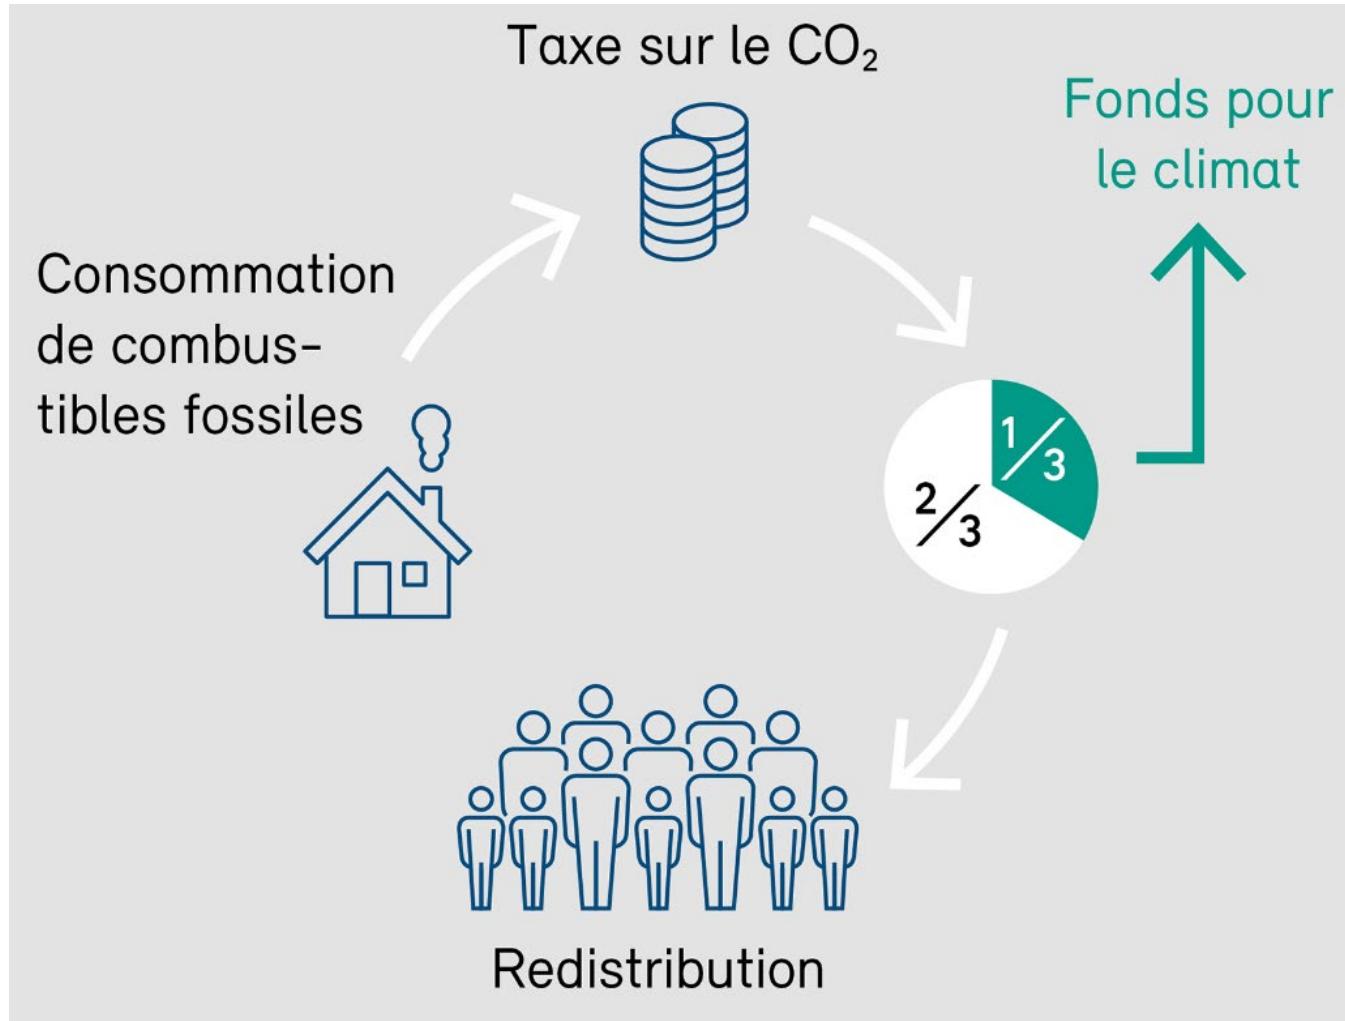 Taxe sur le CO₂
Fonds pour
le climat
Consommation
de combus-
tibles fossiles
1/3
2/3
Redistribution